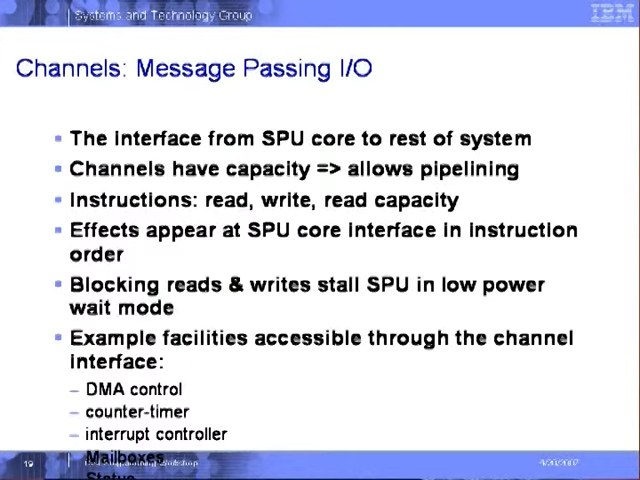 Systems and Technology Group
IBM
Channels: Message Passing I/O
The interface from SPU core to rest of system
Channels have capacity => allows pipelining
Instructions: read, write, read capacity
Effects appear at SPU core interface in instruction
order
Blocking reads & writes stall SPU in low power
wait mode
Example facilities accessible through the channel
interface:
– DMA control
– counter-timer
– interrupt controller
Mailboxes
Status
19
Workshop